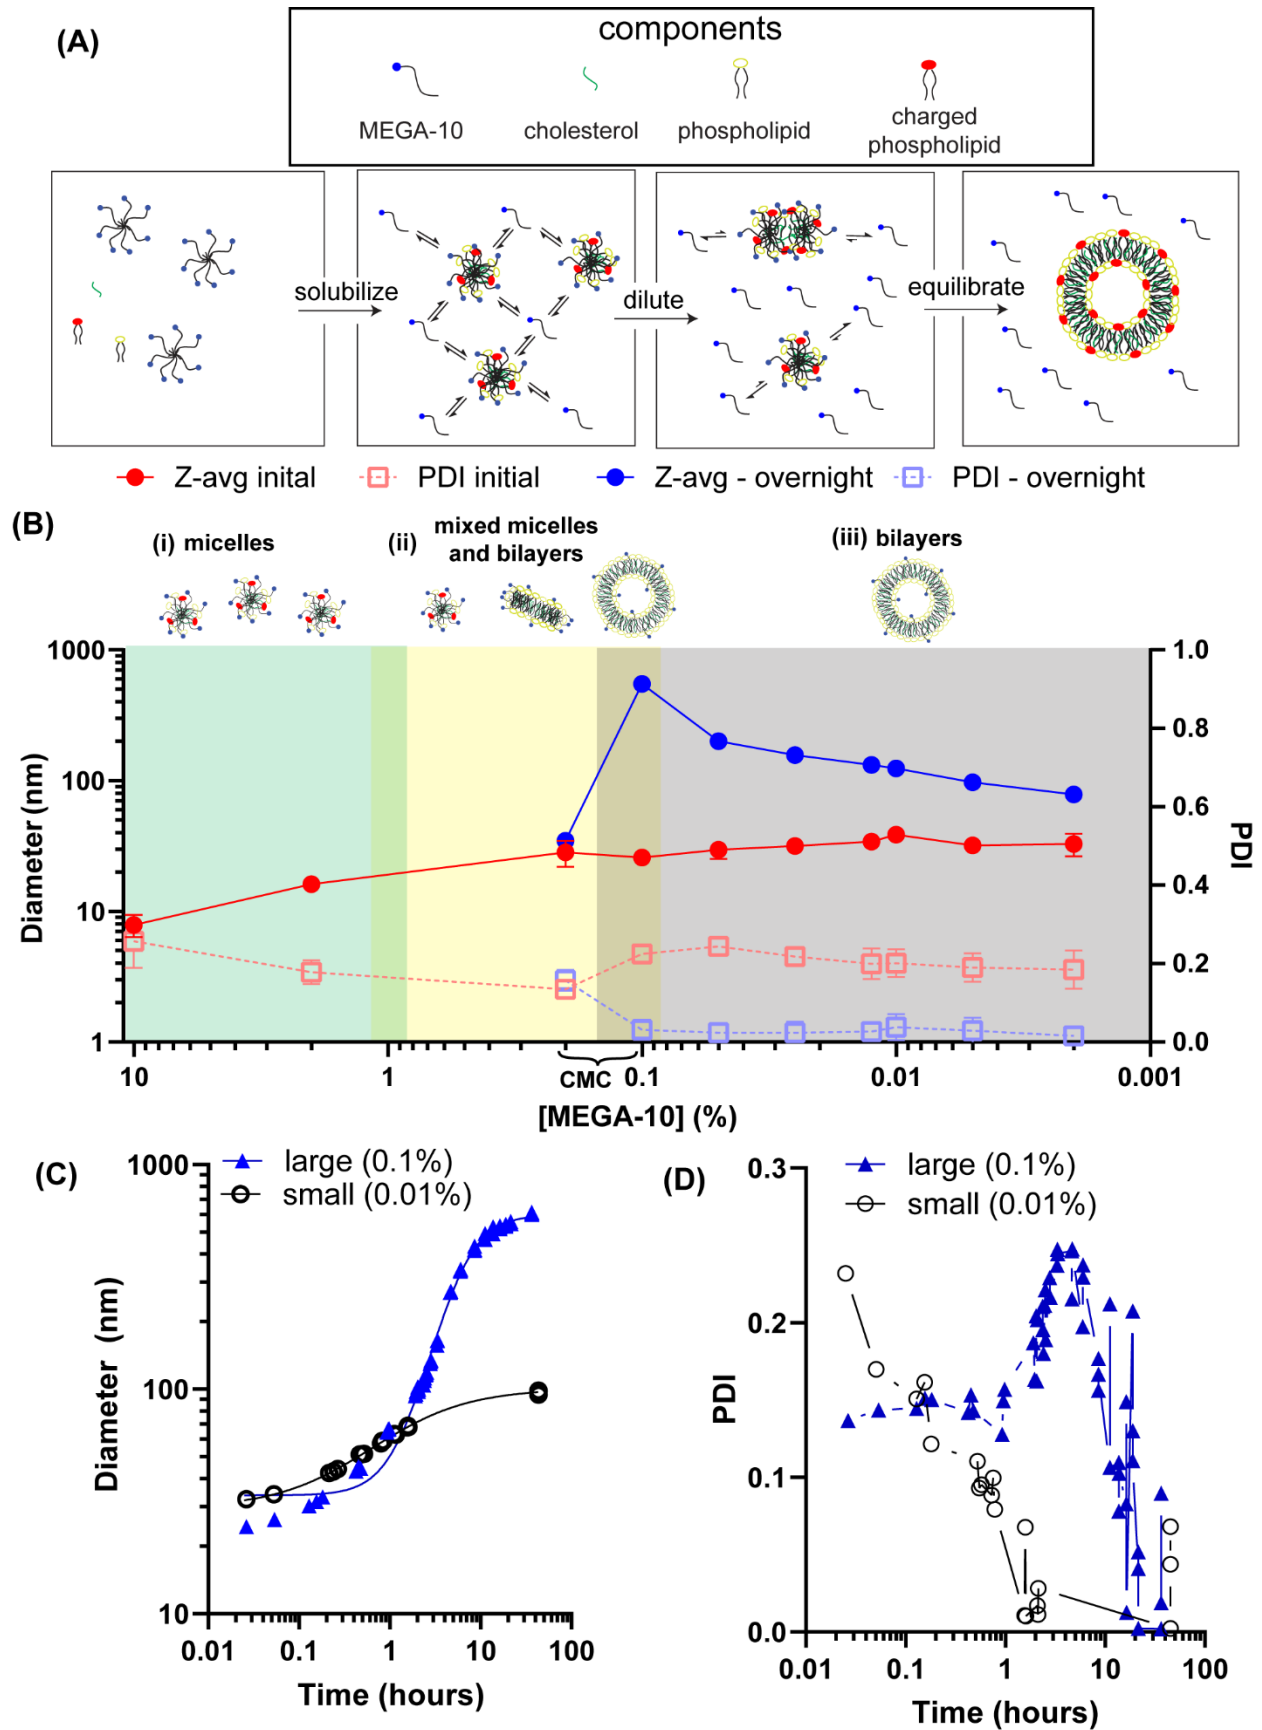 (A)
components
MEGA-10
cholesterol
phospholipid
charged
phospholipid
solubilize
dilute
equilibrate
Z-avg inital
PDI initial
Z-avg - overnight
PDI - overnight
(B)
(i) micelles
(ii) mixed micelles
and bilayers
(iii) bilayers
1000
100
10
1
Diameter (nm)
1.0
0.8
0.6
0.4
0.2
0.0
PDI
10
1
0.1
0.01
0.001
CMC
[MEGA-10] (%)
(C)
large (0.1%)
small (0.01%)
1000
100
10
Diameter (nm)
0.01
0.1
1
10
100
Time (hours)
(D)
large (0.1%)
small (0.01%)
0.3
0.2
0.1
0.0
PDI
0.01
0.1
1
10
100
Time (hours)